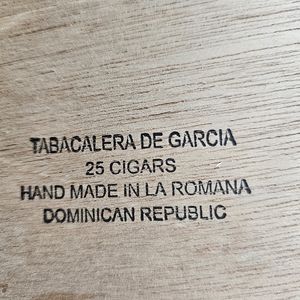 TABACALERA DE GARCIA
25 CIGARS
HAND MADE IN LA ROMANA
DOMINICAN REPUBLIC